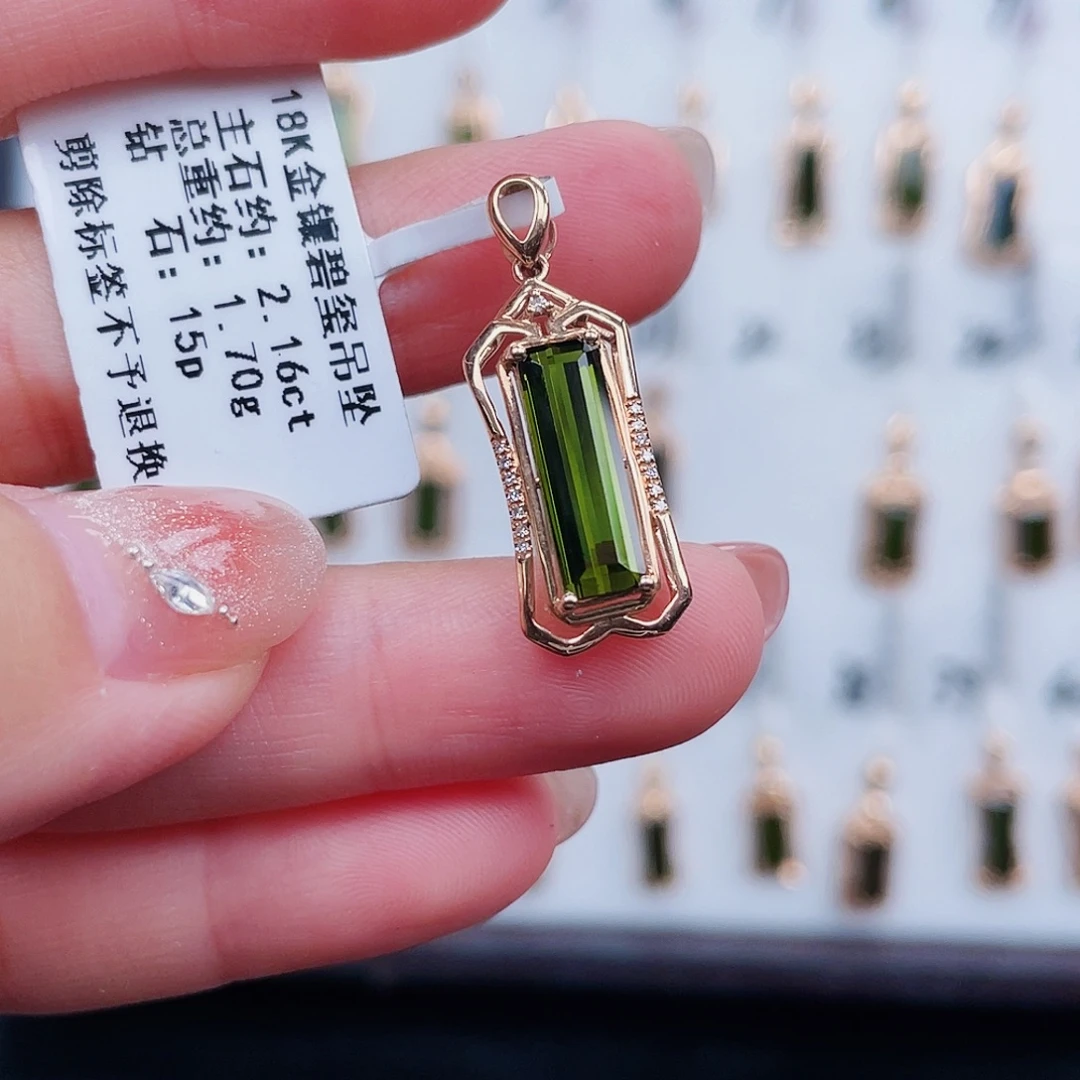 18K金镶碧玺吊坠
主石约: 2.16ct
总重约: 1.70g
钻 石: 15p
剪除标签不予退换